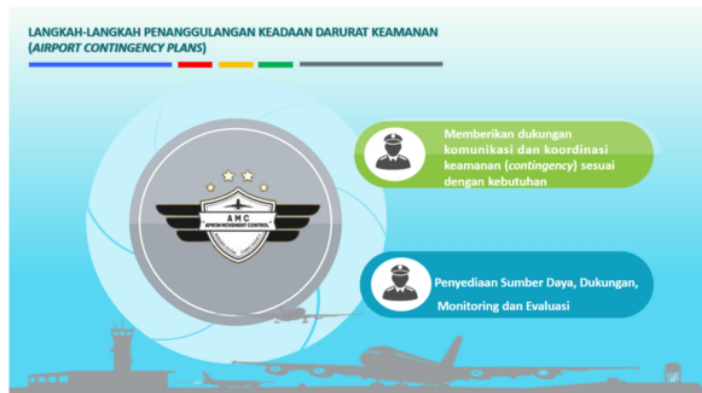 LANGKAH-LANGKAH PENANGGULANGAN KEADAAN DARURAT KEAMANAN
(AIRPORT CONTINGENCY PLANS)
Memberikan dukungan
komunikasi dan koordinasi
keamanan (contingency) sesuai
dengan kebutuhan
AMC
APRON MOVEMENT CONTROL
Penyediaan Sumber Daya, Dukungan,
Monitoring dan Evaluasi